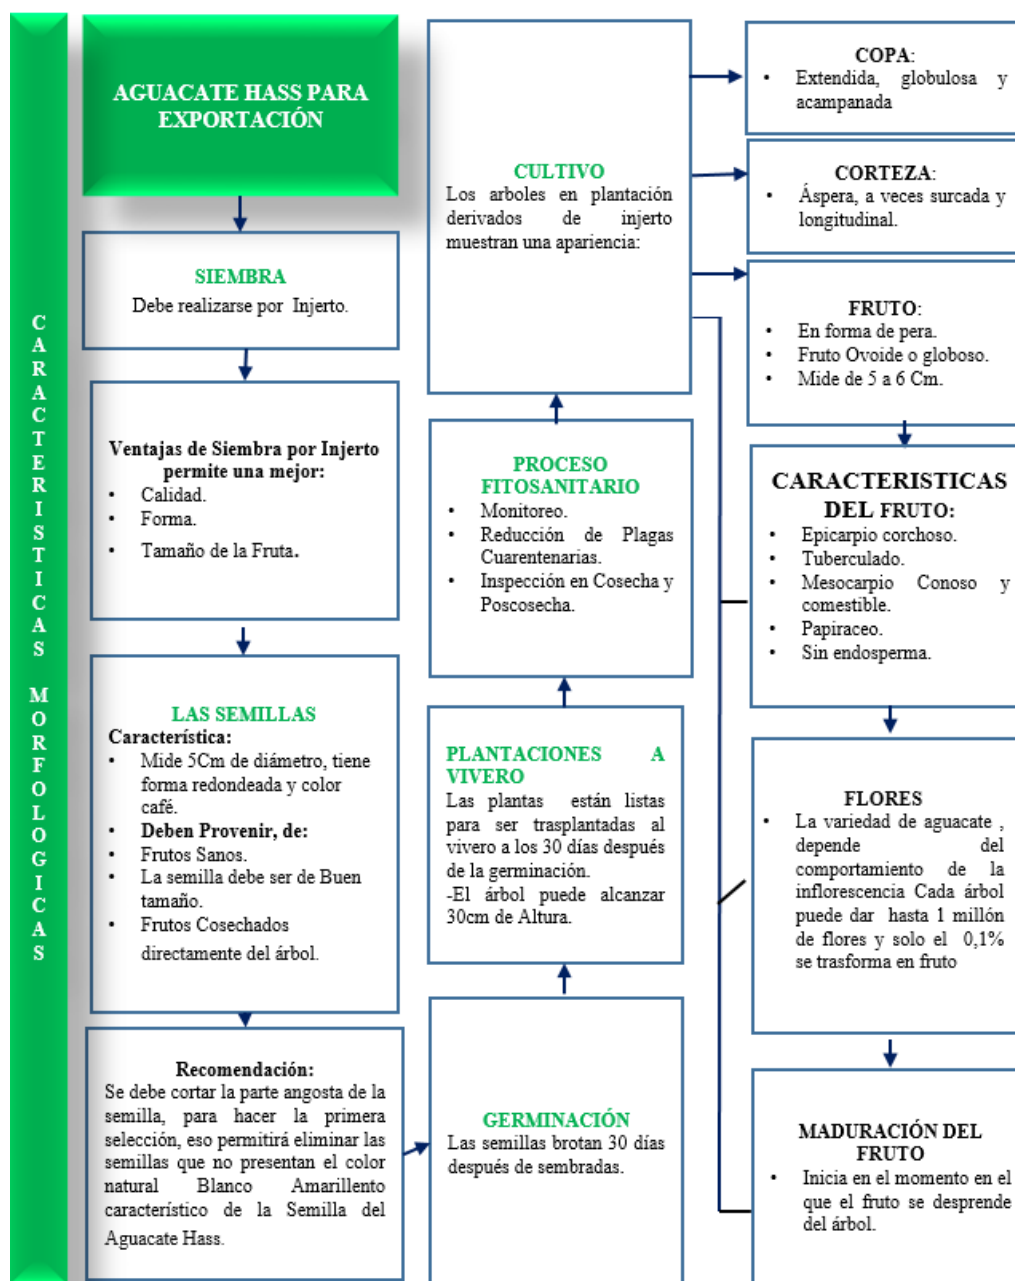 CARACTERISTICAS MORFOLOGICAS
AGUACATE HASS PARA
EXPORTACIÓN
SIEMBRA
Debe realizarse por Injerto.
Ventajas de Siembra por Injerto
permite una mejor:
• Calidad.
• Forma.
• Tamaño de la Fruta.
LAS SEMILLAS
Característica:
• Mide 5Cm de diámetro, tiene
forma redondeada y color
café.
• Deben Provenir, de:
• Frutos Sanos.
• La semilla debe ser de Buen
tamaño.
• Frutos Cosechados
directamente del árbol.
Recomendación:
Se debe cortar la parte angosta de la
semilla, para hacer la primera
selección, eso permitirá eliminar las
semillas que no presentan el color
natural Blanco Amarillento
característico de la Semilla del
Aguacate Hass.
GERMINACIÓN
Las semillas brotan 30 días
después de sembradas.
PLANTACIONES A
VIVERO
Las plantas están listas
para ser trasplantadas al
vivero a los 30 días después
de la germinación.
-El árbol puede alcanzar
30cm de Altura.
PROCESO
FITOSANITARIO
• Monitoreo.
• Reducción de Plagas
Cuarentenarias.
• Inspección en Cosecha y
Poscosecha.
CULTIVO
Los arboles en plantación
derivados de injerto
muestran una apariencia:
COPA:
• Extendida, globulosa y
acampanada
CORTEZA:
• Áspera, a veces surcada y
longitudinal.
FRUTO:
• En forma de pera.
• Fruto Ovoide o globoso.
• Mide de 5 a 6 Cm.
CARACTERISTICAS
DEL FRUTO:
• Epicarpio corchoso.
• Tuberculado.
• Mesocarpio Conoso y
comestible.
• Papiraceo.
• Sin endosperma.
FLORES
• La variedad de aguacate ,
depende del
comportamiento de la
inflorescencia Cada árbol
puede dar hasta 1 millón
de flores y solo el 0,1%
se trasforma en fruto
MADURACIÓN DEL
FRUTO
• Inicia en el momento en el
que el fruto se desprende
del árbol.